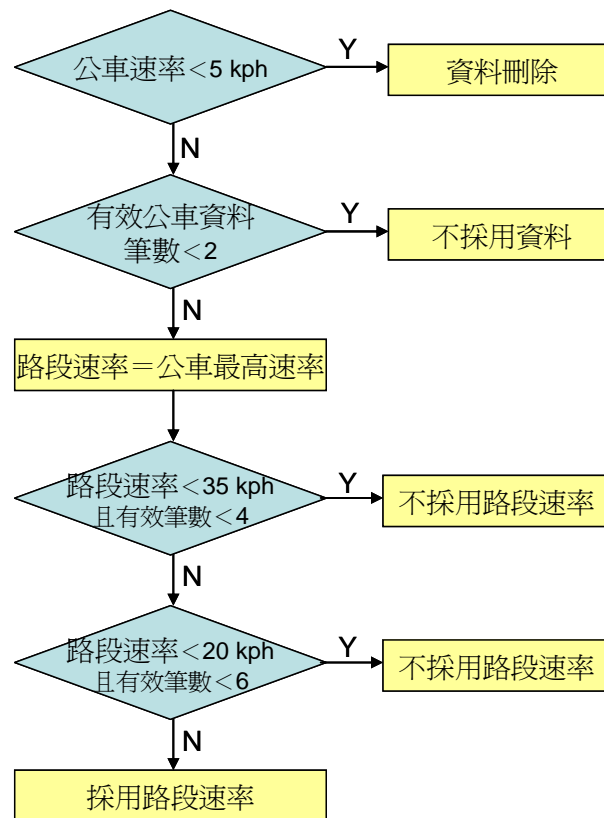 公車速率<5 kph
Y
資料刪除
N
有效公車資料
筆數<2
Y
不採用資料
N
路段速率＝公車最高速率
路段速率<35 kph
且有效筆數<4
Y
不採用路段速率
N
路段速率<20 kph
且有效筆數<6
Y
不採用路段速率
N
採用路段速率